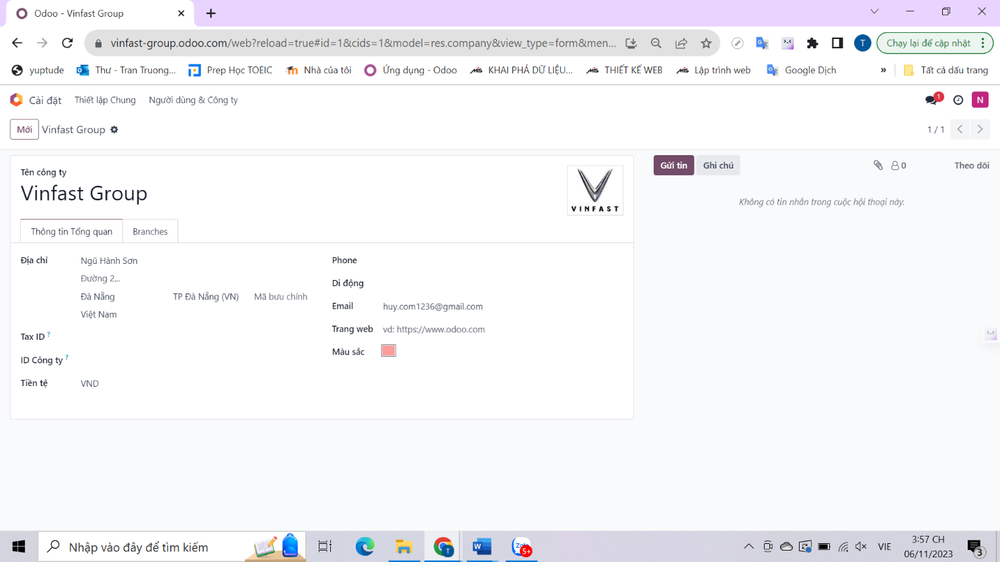 Odoo - Vinfast Group
vinfast-group.odoo.com/web?reload=true#id=1&cids=1&model=res.company&view_type=form&men...
T
Chạy lại để cập nhật
yuptude
Thư - Tran Truong...
Prep Học TOEIC
Nhà của tôi
Ứng dụng - Odoo
KHAI PHÁ DỮ LIỆU...
THIẾT KẾ WEB
Lập trình web
Google Dịch
»
Tất cả dấu trang
Cài đặt
Thiết lập Chung
Người dùng & Công ty
1
N
Mới
Vinfast Group
1 / 1
Tên công ty
Vinfast Group
VINFAST
Gửi tin
Ghi chú
0
Theo dõi
Không có tin nhắn trong cuộc hội thoại này.
Thông tin Tổng quan
Branches
Địa chỉ
Ngũ Hành Sơn
Đường 2...
Đà Nẵng
TP Đà Nẵng (VN)
Mã bưu chính
Việt Nam
Tax ID ?
ID Công ty ?
Tiền tệ
VND
Phone
Di động
Email
huy.com1236@gmail.com
Trang web
vd: https://www.odoo.com
Màu sắc
Nhập vào đây để tìm kiếm
T
W
Zalo
5+
VIE
3:57 CH
06/11/2023
3